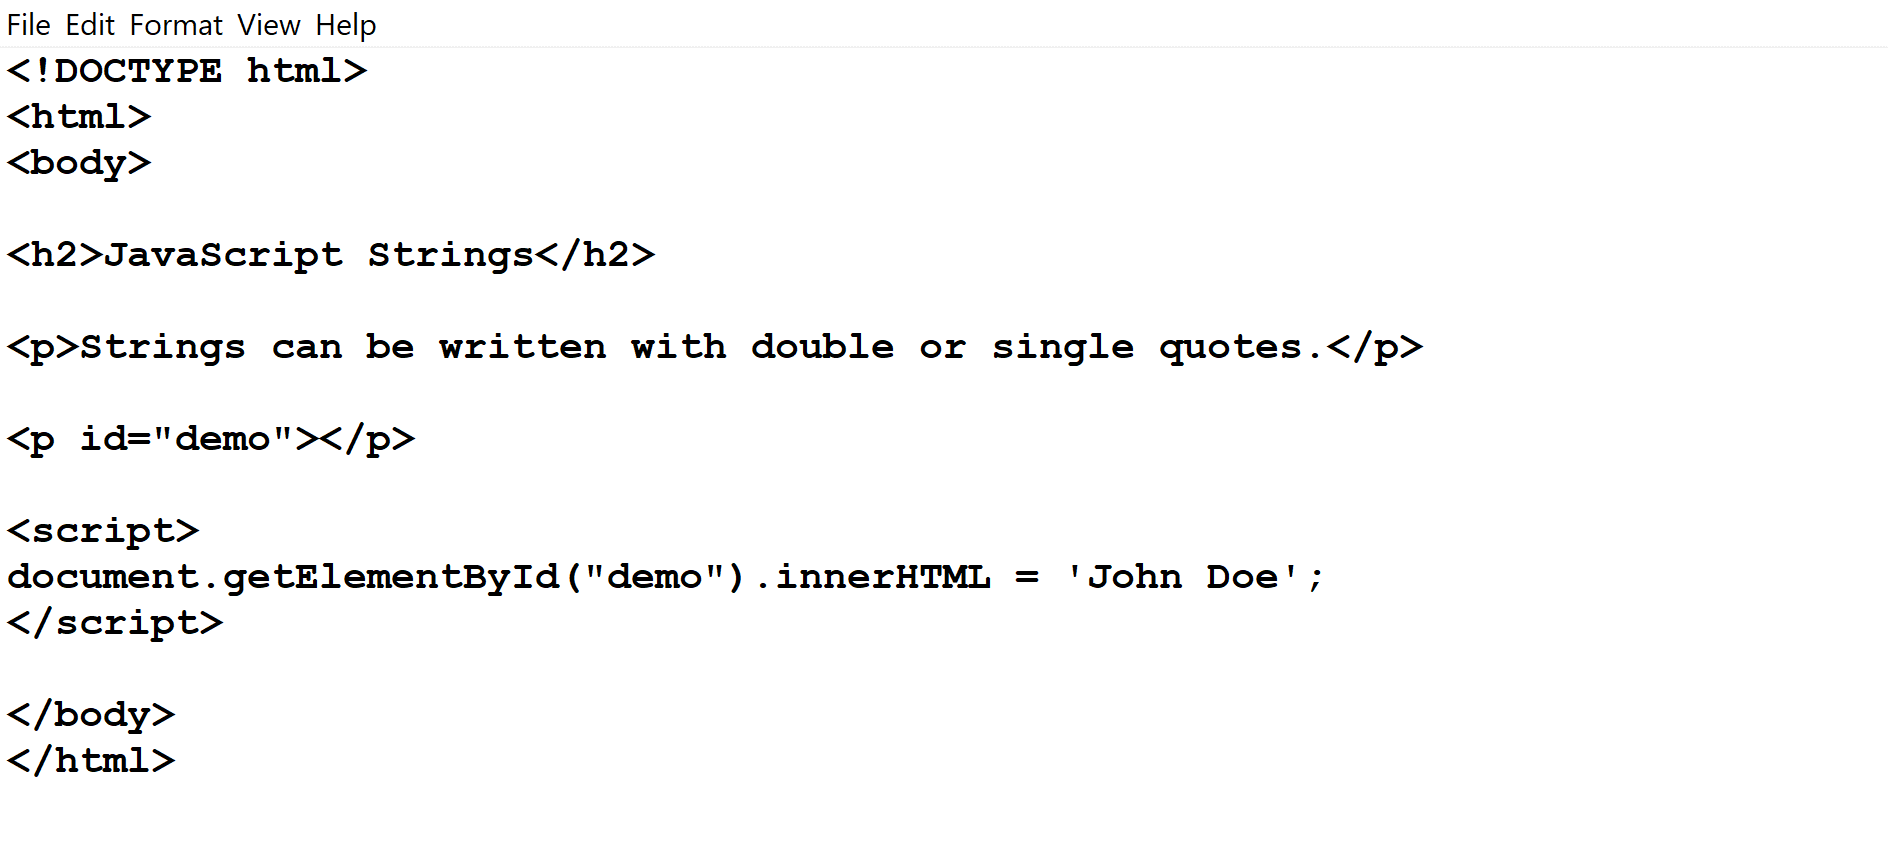 File Edit Format View Help
<!DOCTYPE html>
<html>
<body>
<h2>JavaScript Strings</h2>
<p>Strings can be written with double or single quotes.</p>
<p id="demo"></p>
<script>
document.getElementById("demo").innerHTML = 'John Doe';
</script>
</body>
</html>